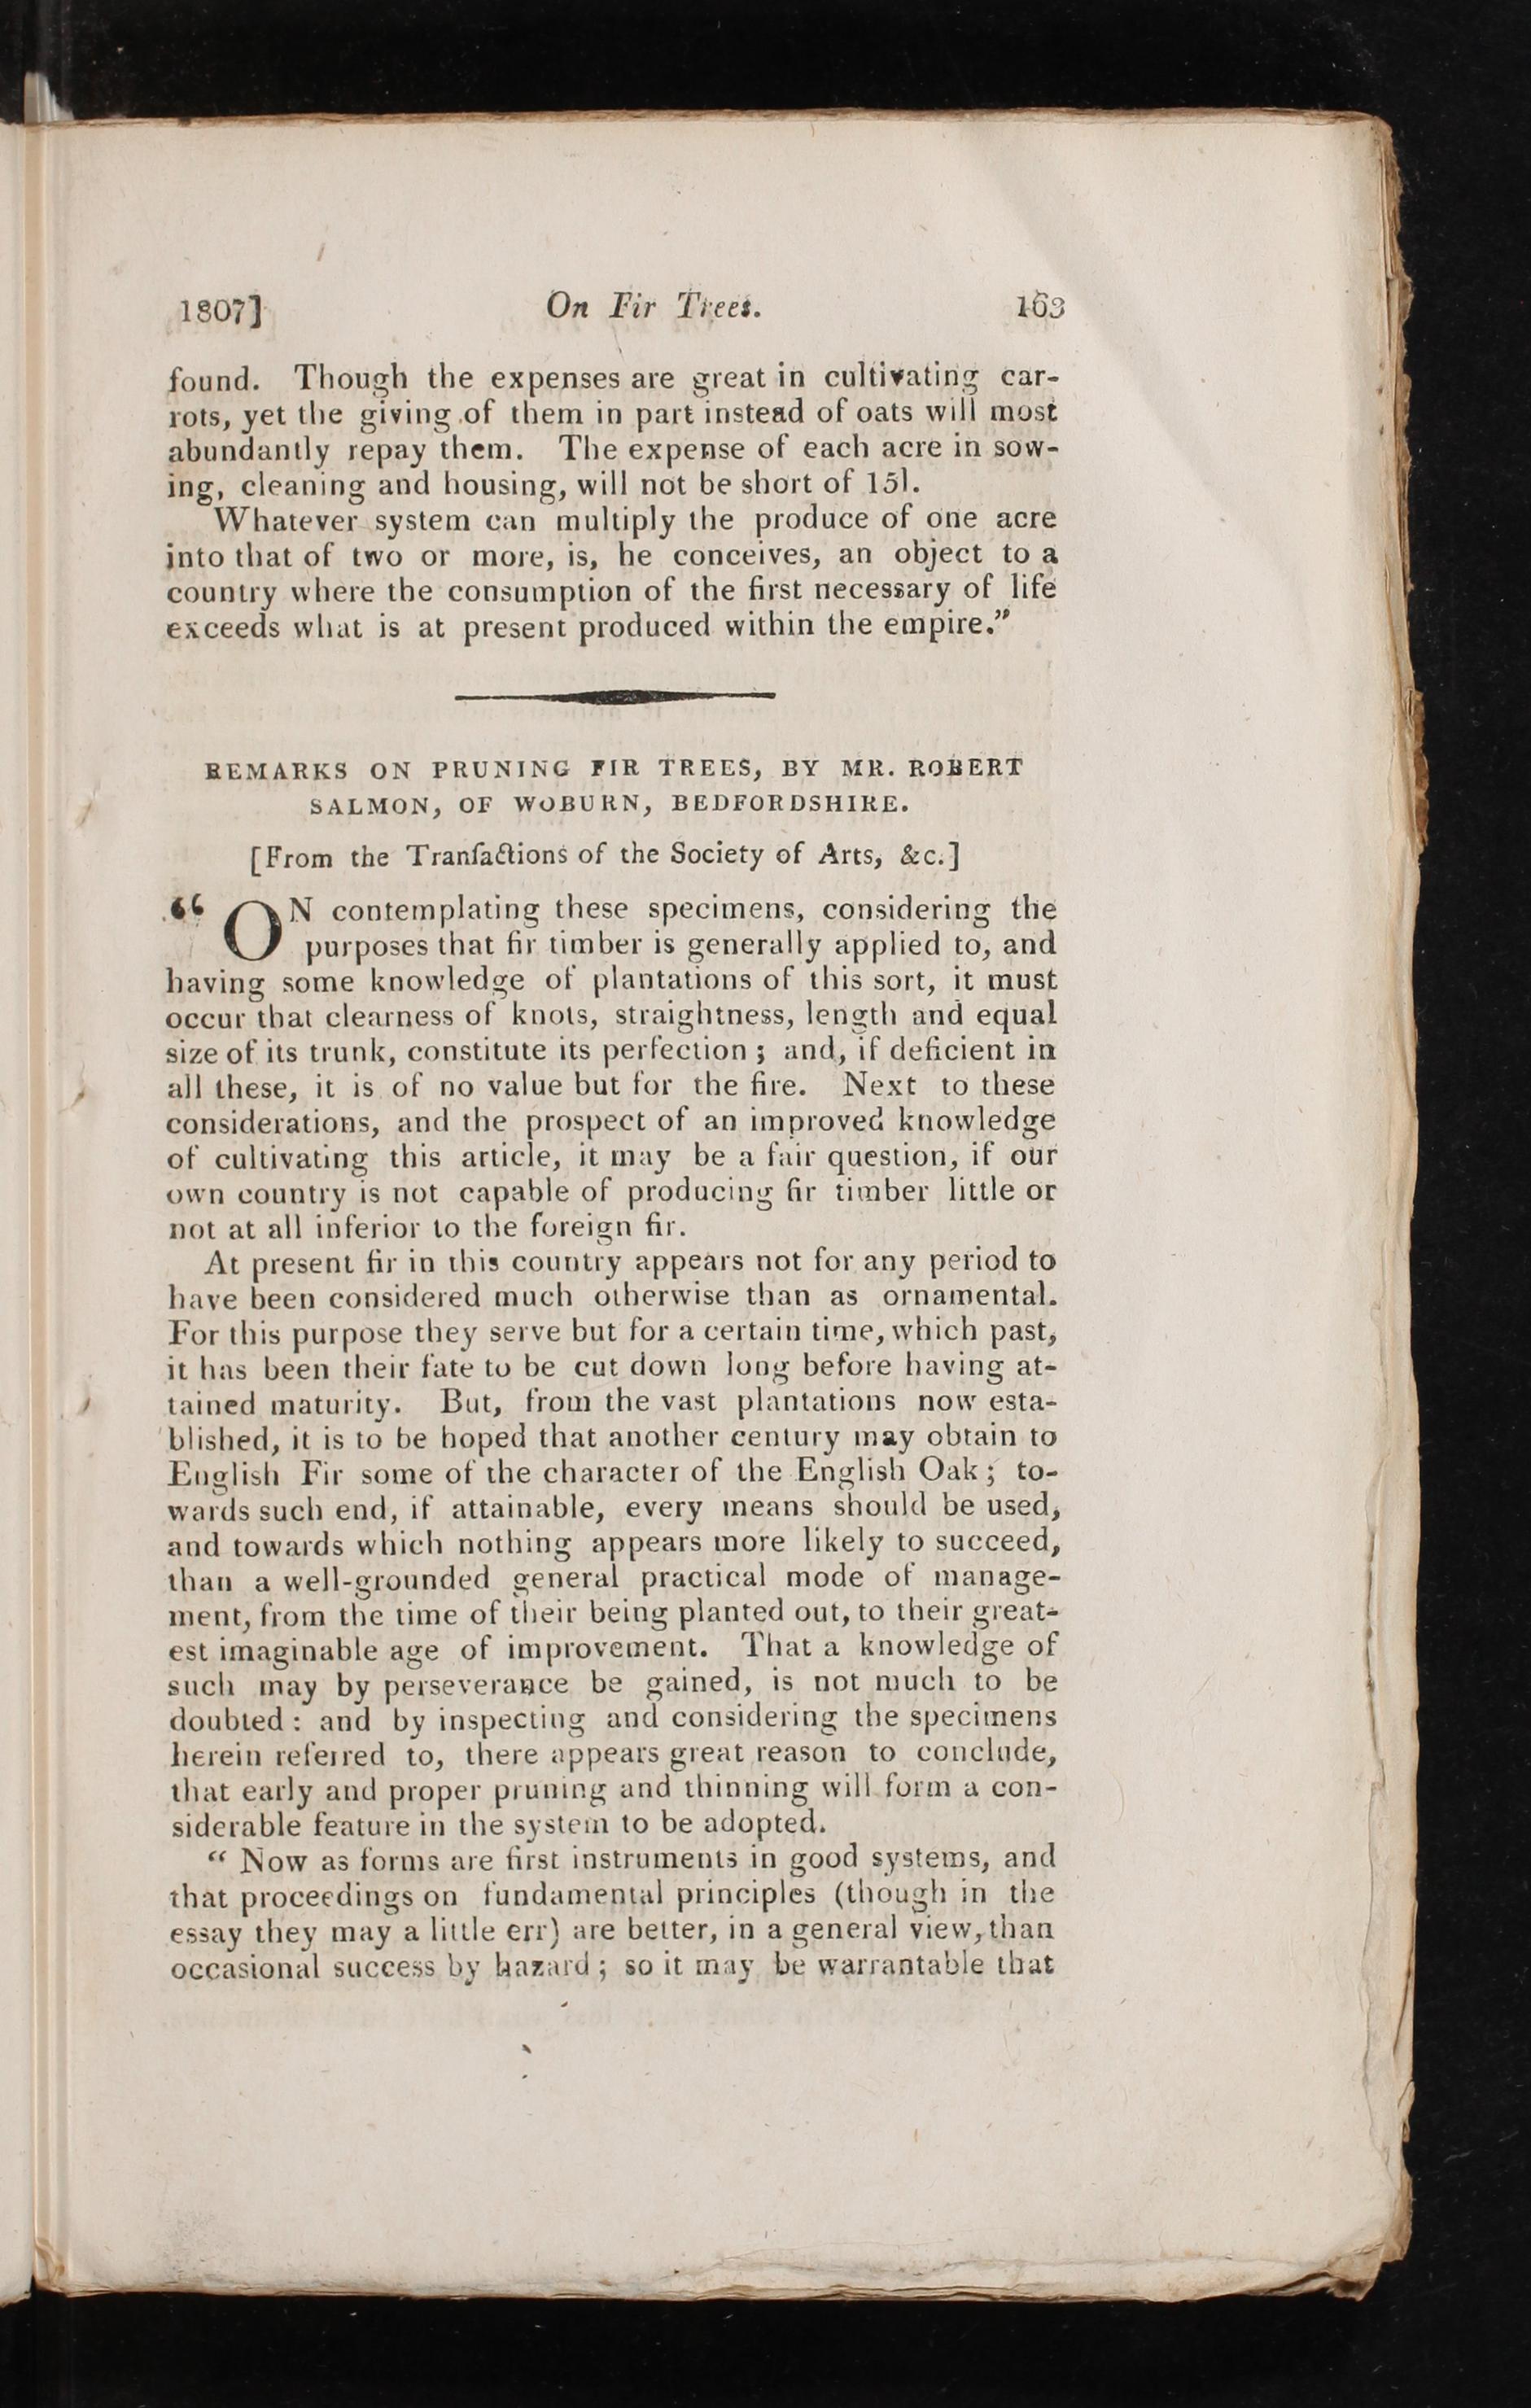 1807] On Fir Trees. 163
found. Though the expenses are great in cultivating car-
rots, yet the giving of them in part instead of oats will most
abundantly repay them. The expense of each acre in sow-
ing, cleaning and housing, will not be short of 15l.
Whatever system can multiply the produce of one acre
into that of two or more, is, he conceives, an object to a
country where the consumption of the first necessary of life
exceeds what is at present produced within the empire.”
REMARKS ON PRUNING FIR TREES, BY MR. ROBERT
SALMON, OF WOBURN, BEDFORDSHIRE.
[From the Tranſactions of the Society of Arts, &c.]
“ ON contemplating these specimens, considering the
purposes that fir timber is generally applied to, and
having some knowledge of plantations of this sort, it must
occur that clearness of knots, straightness, length and equal
size of its trunk, constitute its perfection ; and, if deficient in
all these, it is of no value but for the fire. Next to these
considerations, and the prospect of an improved knowledge
of cultivating this article, it may be a fair question, if our
own country is not capable of producing fir timber little or
not at all inferior to the foreign fir.
At present fir in this country appears not for any period to
have been considered much otherwise than as ornamental.
For this purpose they serve but for a certain time, which past,
it has been their fate to be cut down long before having at-
tained maturity. But, from the vast plantations now esta-
blished, it is to be hoped that another century may obtain to
English Fir some of the character of the English Oak ; to-
wards such end, if attainable, every means should be used,
and towards which nothing appears more likely to succeed,
than a well-grounded general practical mode of manage-
ment, from the time of their being planted out, to their great-
est imaginable age of improvement. That a knowledge of
such may by perseverance be gained, is not much to be
doubted : and by inspecting and considering the specimens
herein referred to, there appears great reason to conclude,
that early and proper pruning and thinning will form a con-
siderable feature in the system to be adopted.
“ Now as forms are first instruments in good systems, and
that proceedings on fundamental principles (though in the
essay they may a little err) are better, in a general view, than
occasional success by hazard ; so it may be warrantable that